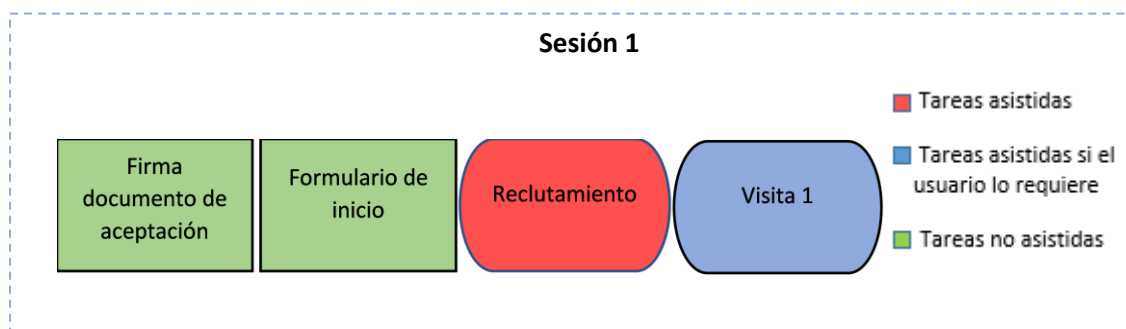 Sesión 1
Firma
documento de
aceptación
Formulario de
inicio
Reclutamiento
Visita 1
Tareas asistidas
Tareas asistidas si el
usuario lo requiere
Tareas no asistidas